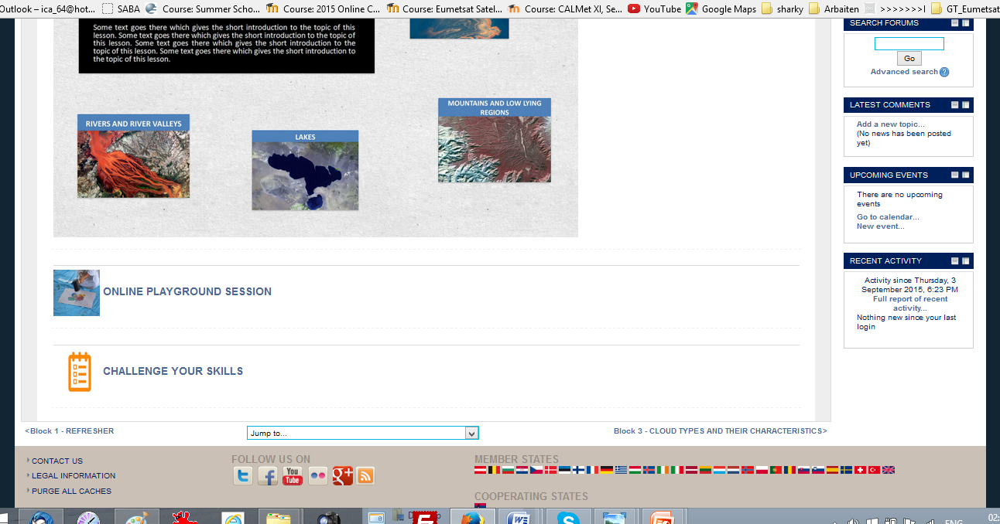 Outlook – ica_64@hot...
SABA
Course: Summer Scho...
Course: 2015 Online C...
Course: Eumetsat Satel...
Course: CALMet XI, Se...
YouTube
Google Maps
sharky
Arbaiten
>>>>>>>|
GT_Eumetsat
Some text goes there which gives the short introduction to the topic of this
lesson. Some text goes there which gives the short introduction to the topic of
this lesson. Some text goes there which gives the short introduction to the
topic of this lesson. Some text goes there which gives the short introduction to
the topic of this lesson.
RIVERS AND RIVER VALLEYS
LAKES
MOUNTAINS AND LOW LYING
REGIONS
ONLINE PLAYGROUND SESSION
CHALLENGE YOUR SKILLS
SEARCH FORUMS
Go
Advanced search ?
LATEST COMMENTS
Add a new topic...
(No news has been posted
yet)
UPCOMING EVENTS
There are no upcoming
events
Go to calendar...
New event...
RECENT ACTIVITY
Activity since Thursday, 3
September 2015, 6:23 PM
Full report of recent
activity...
Nothing new since your last
login
<Block 1 - REFRESHER
Jump to...
Block 3 - CLOUD TYPES AND THEIR CHARACTERISTICS>
CONTACT US
LEGAL INFORMATION
PURGE ALL CACHES
FOLLOW US ON
You
Tube
MEMBER STATES
COOPERATING STATES
ENG
02: